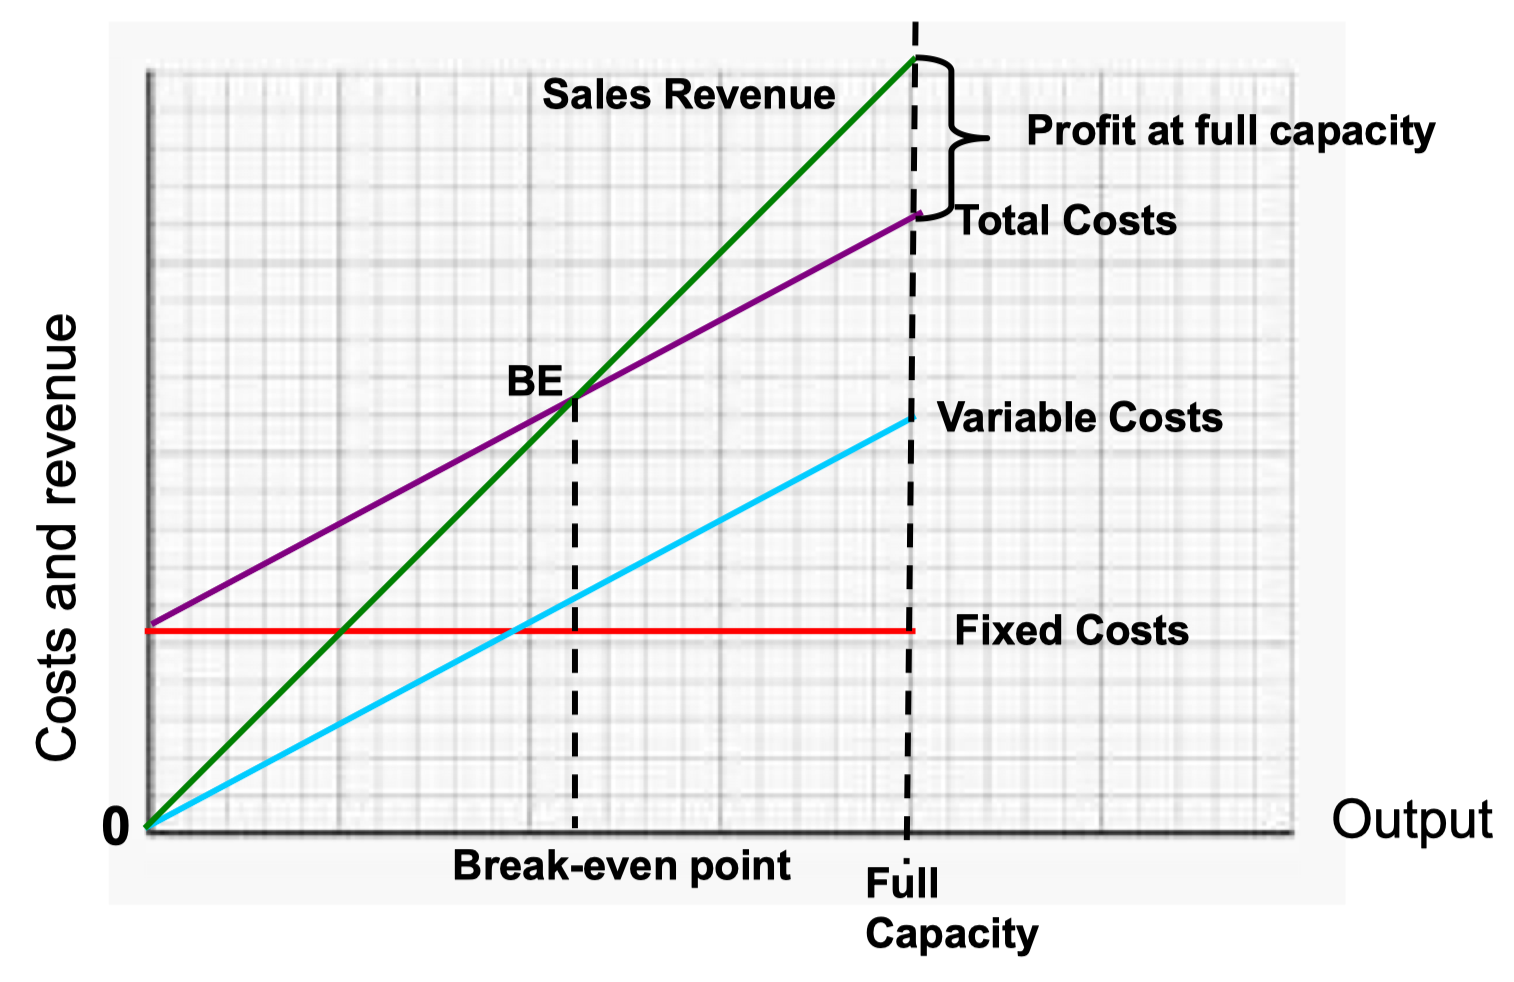 Sales Revenue
Profit at full capacity
Total Costs
BE
Variable Costs
Costs and revenue
Fixed Costs
0
Output
Break-even point
Full
Capacity